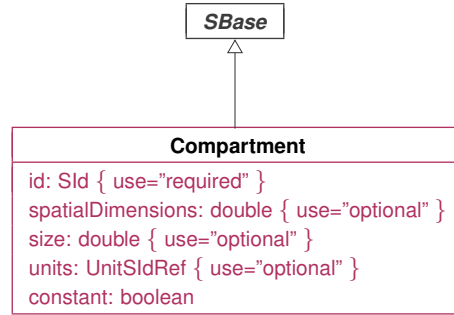 SBase
Compartment
id: SId { use="required" }
spatialDimensions: double { use="optional" }
size: double { use="optional" }
units: UnitSIdRef { use="optional" }
constant: boolean